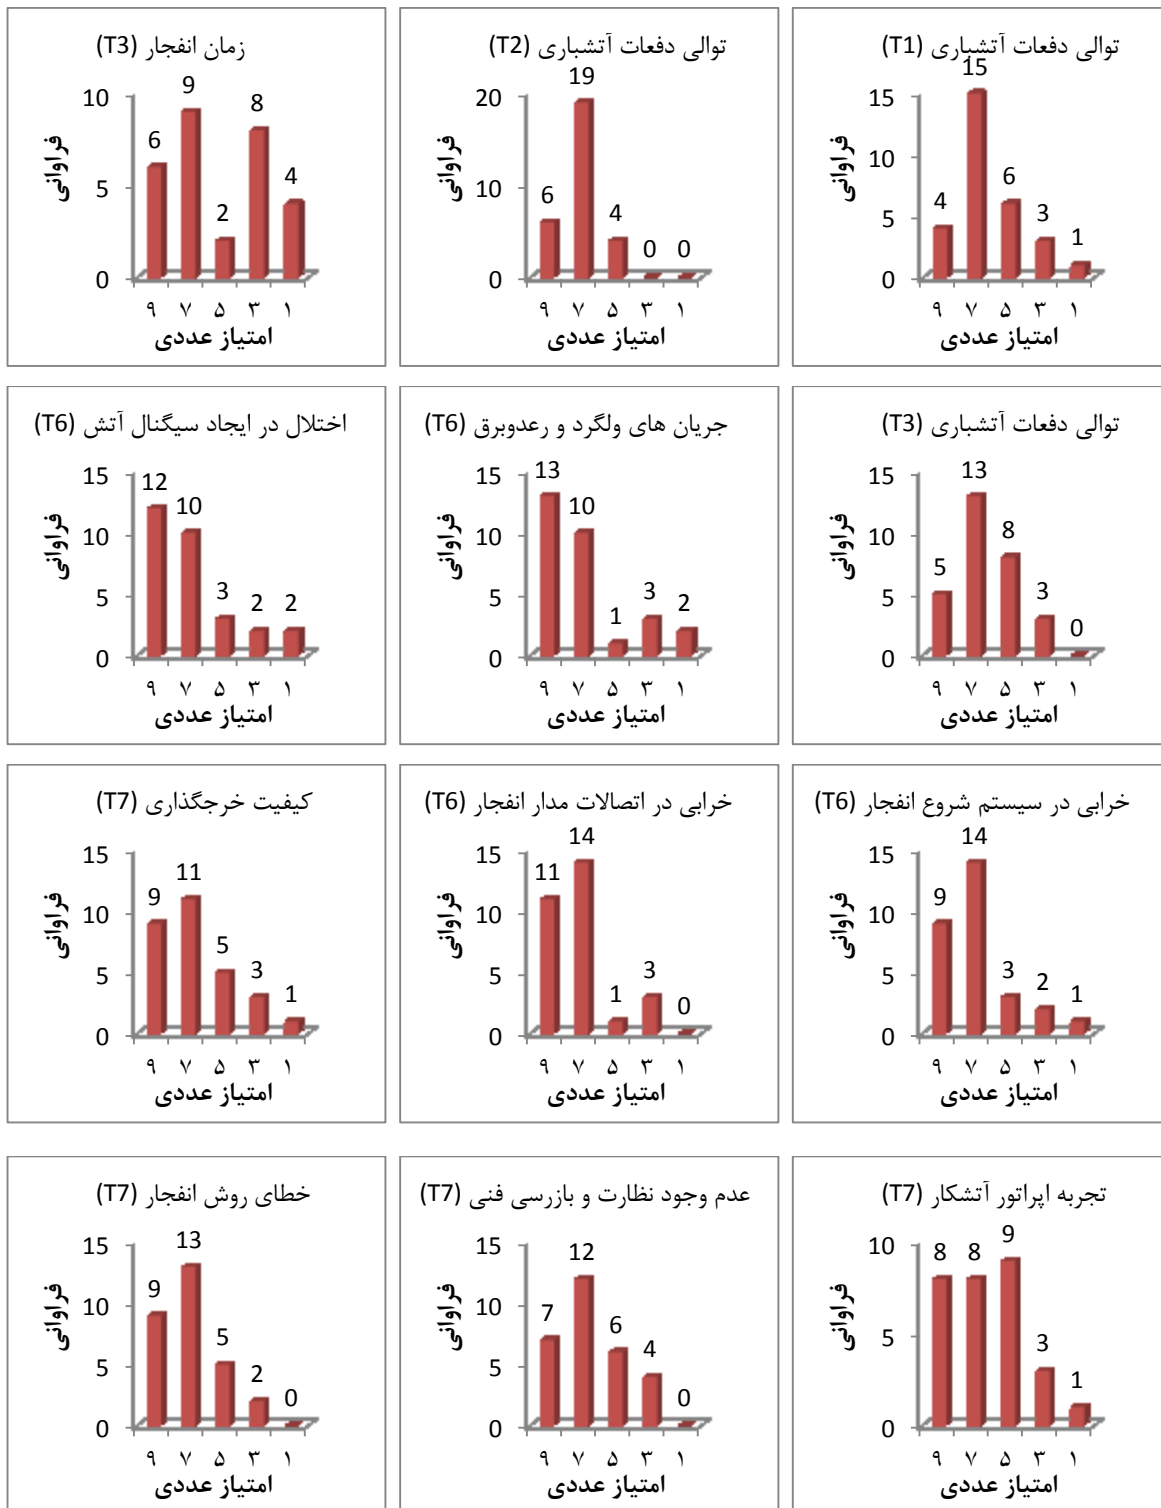 توالی دفعات آتشباری (T1)
15
15
10
6
5
4
3
1
0
۹ ۷ ۵ ۳ ۱
فراوانی
امتیاز عددی
توالی دفعات آتشباری (T2)
20
19
10
6
4
0 0
0
۹ ۷ ۵ ۳ ۱
فراوانی
امتیاز عددی
زمان انفجار (T3)
10
9
8
6
5
4
2
0
۹ ۷ ۵ ۳ ۱
فراوانی
امتیاز عددی
توالی دفعات آتشباری (T3)
15
13
10
8
5
5
3
0
0
۹ ۷ ۵ ۳ ۱
فراوانی
امتیاز عددی
جریان های ولگرد و رعدوبرق (T6)
15
13
10
10
5
1
3
2
0
۹ ۷ ۵ ۳ ۱
فراوانی
امتیاز عددی
اختلال در ایجاد سیگنال آتش (T6)
15
12
10
10
5
3
2 2
0
۹ ۷ ۵ ۳ ۱
فراوانی
امتیاز عددی
خرابی در سیستم شروع انفجار (T6)
15
14
10
9
5
3
2
1
0
۹ ۷ ۵ ۳ ۱
فراوانی
امتیاز عددی
خرابی در اتصالات مدار انفجار (T6)
15
14
11
10
5
1
3
0
0
۹ ۷ ۵ ۳ ۱
فراوانی
امتیاز عددی
کیفیت خرجگذاری (T7)
15
11
10
9
5
5
3
1
0
۹ ۷ ۵ ۳ ۱
فراوانی
امتیاز عددی
تجربه اپراتور آتشکار (T7)
10
8 8 9
5
3
1
0
۹ ۷ ۵ ۳ ۱
فراوانی
امتیاز عددی
عدم وجود نظارت و بازرسی فنی (T7)
15
12
10
7
6
5
4
0
0
۹ ۷ ۵ ۳ ۱
فراوانی
امتیاز عددی
خطای روش انفجار (T7)
15
13
10
9
5
5
2
0
0
۹ ۷ ۵ ۳ ۱
فراوانی
امتیاز عددی